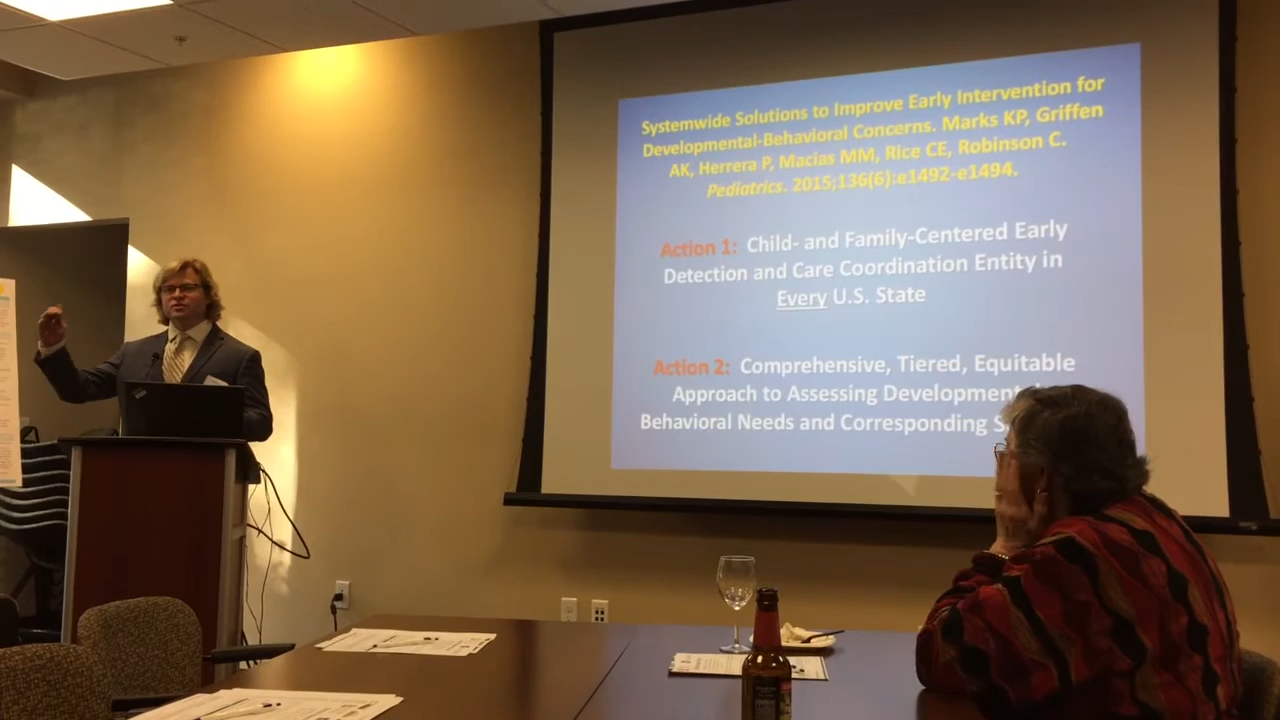 Systemwide Solutions to Improve Early Intervention for
Developmental-Behavioral Concerns. Marks KP, Griffen
AK, Herrera P, Macias MM, Rice CE, Robinson C.
Pediatrics. 2015;136(6):e1492-e1494.
Action 1: Child- and Family-Centered Early
Detection and Care Coordination Entity in
Every U.S. State
Action 2: Comprehensive, Tiered, Equitable
Approach to Assessing
Behavioral Needs and Corresponding